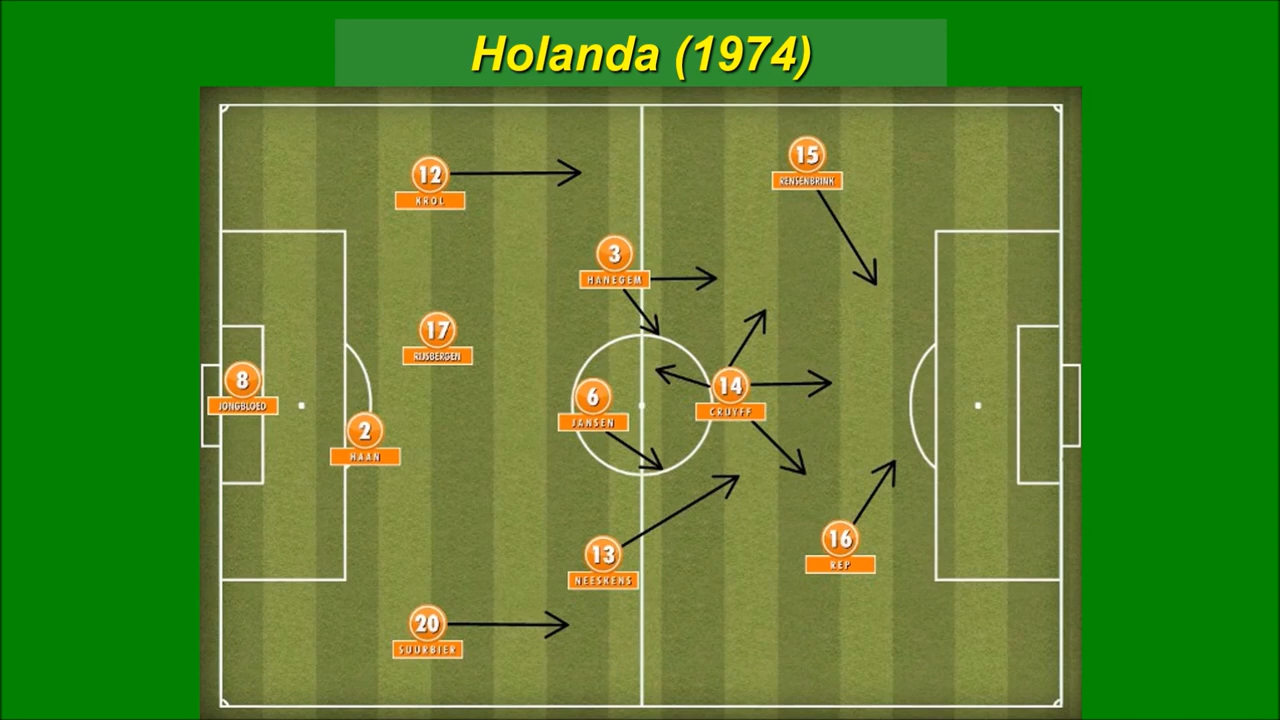 Holanda (1974)
15
RENSENBRINK
12
KROL
3
HANEGEM
17
RIJSBERGEN
8
JONGBLOED
14
CRUYFF
6
JANSEN
2
HAAN
16
REP
13
NEESKENS
20
SUURBIER